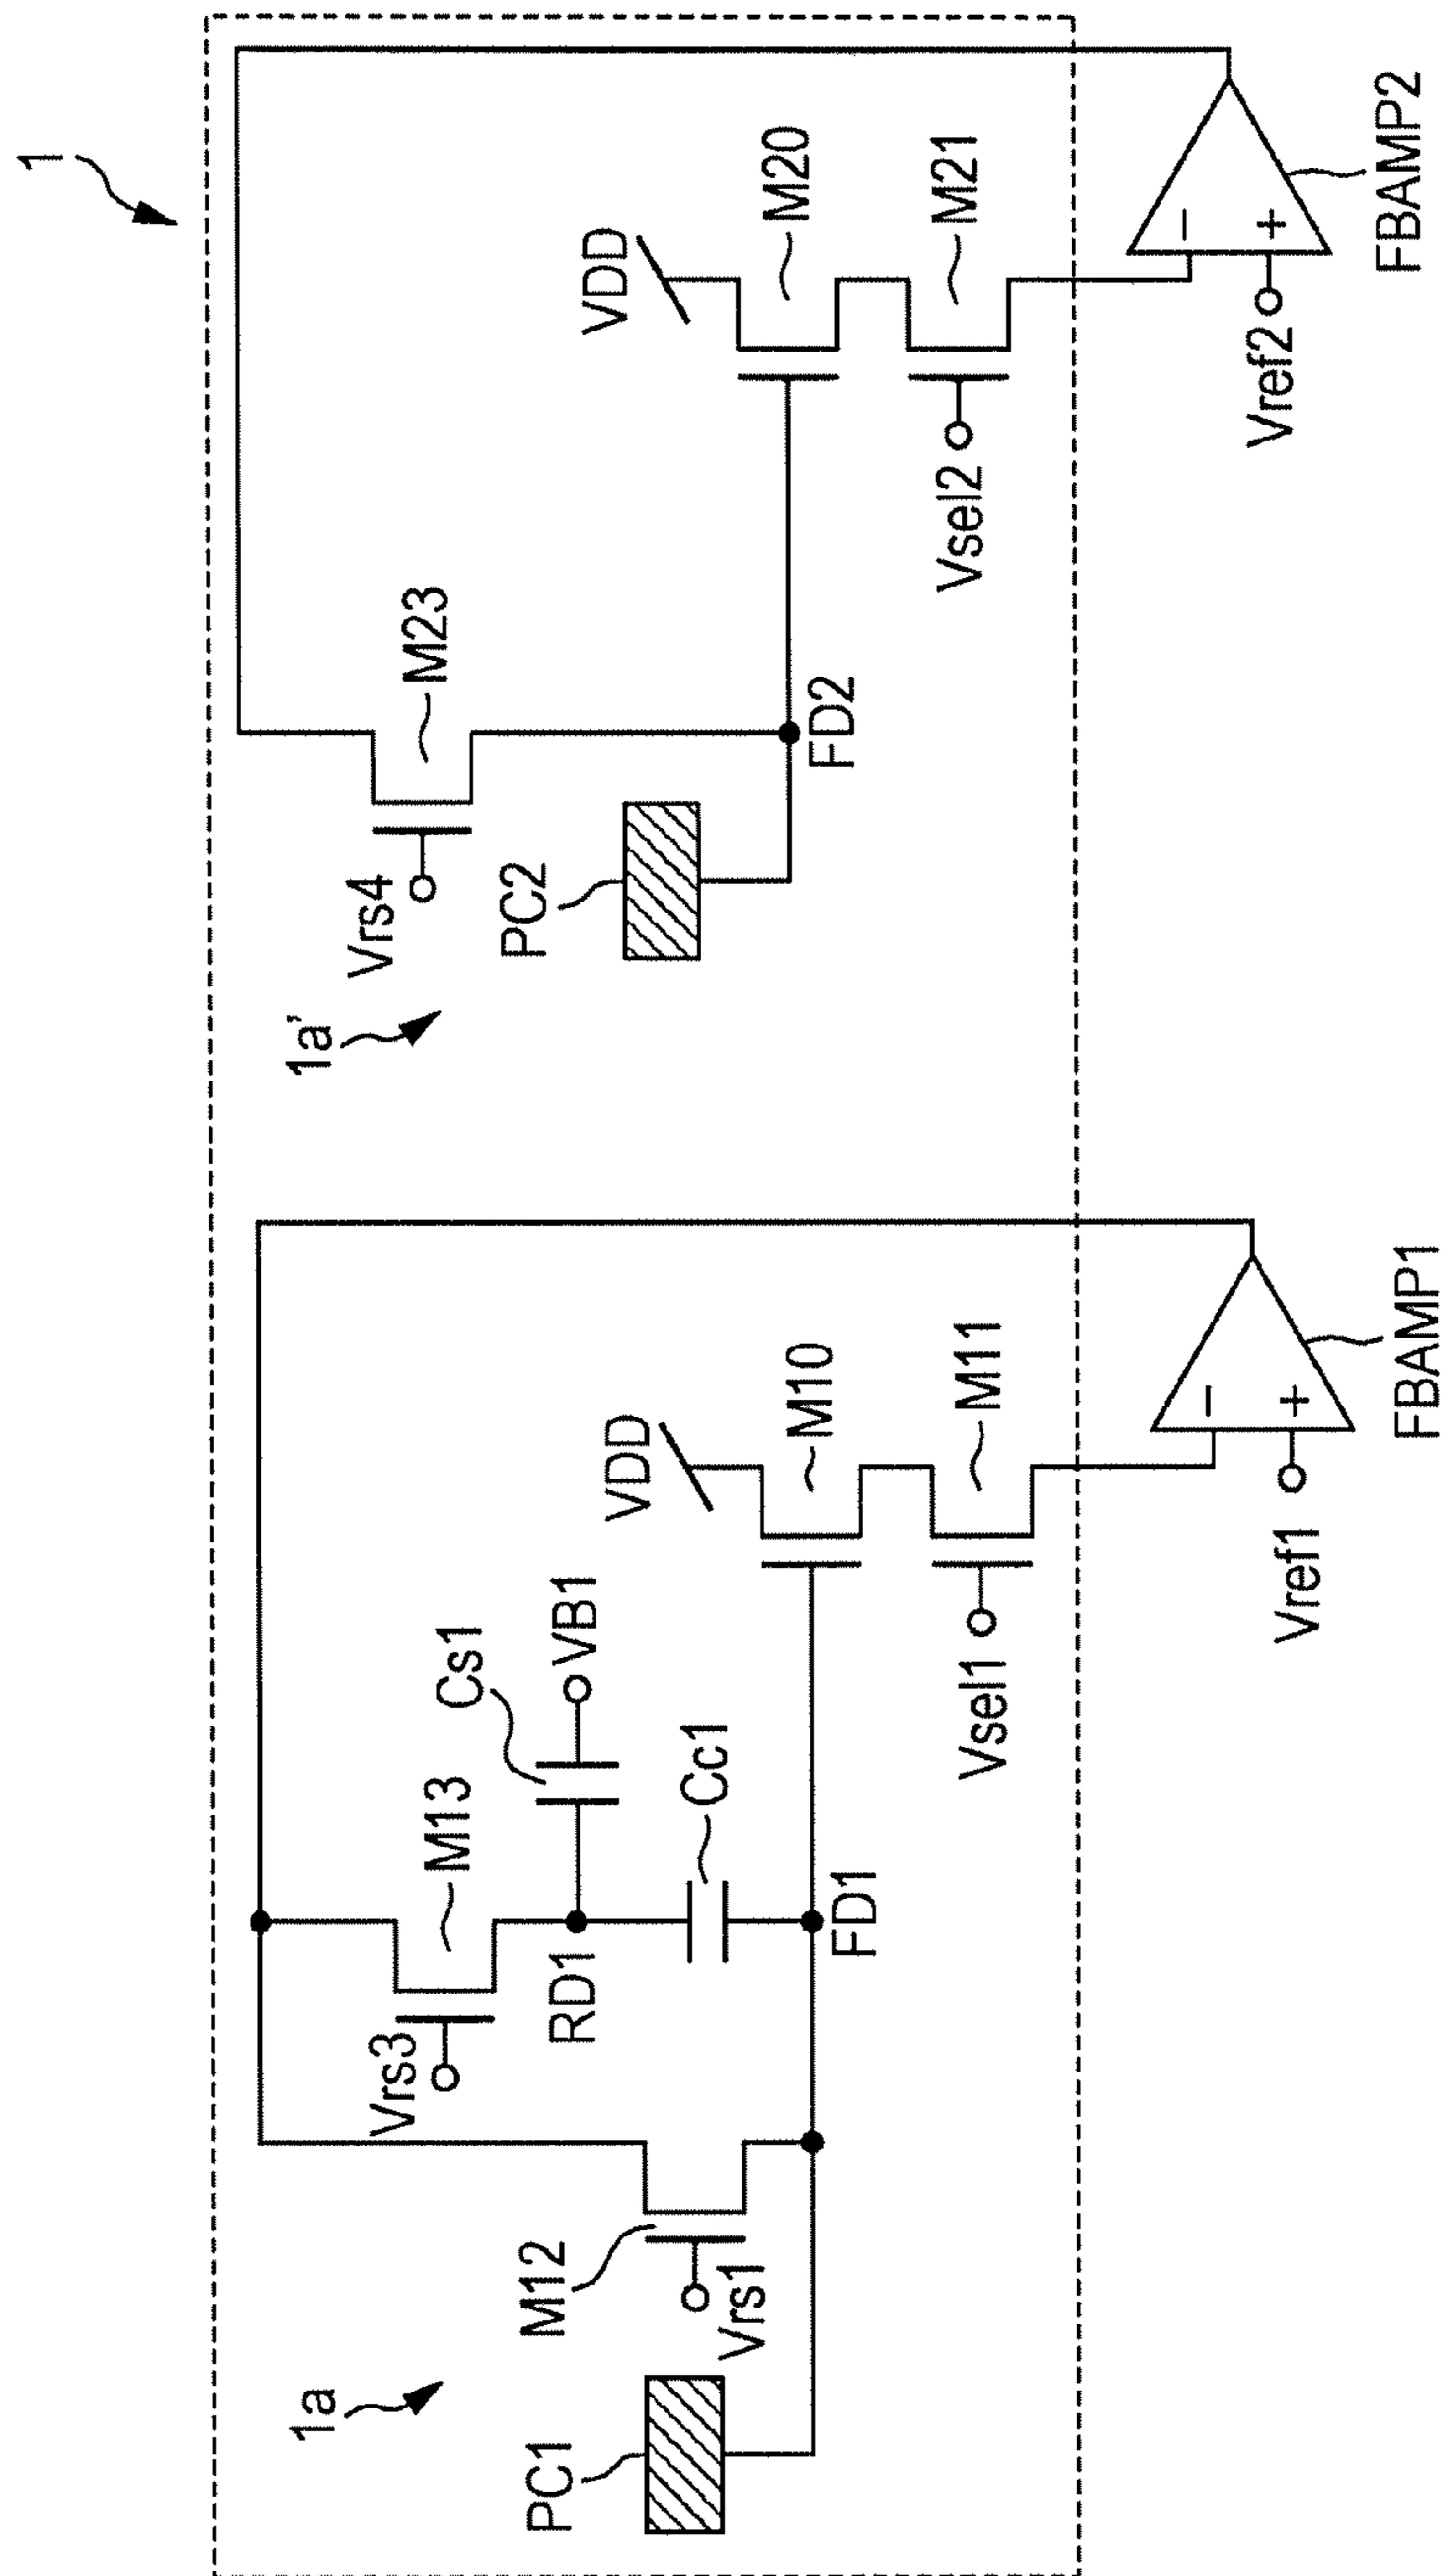 1
1a
PC1
M12
Vrs1
Vrs3
M13
RD1
Cs1
VB1
Cc1
FD1
VDD
M10
M11
Vsel1
Vref1
−
+
FBAMP1
1a'
Vrs4
M23
PC2
FD2
VDD
M20
M21
Vsel2
Vref2
−
+
FBAMP2